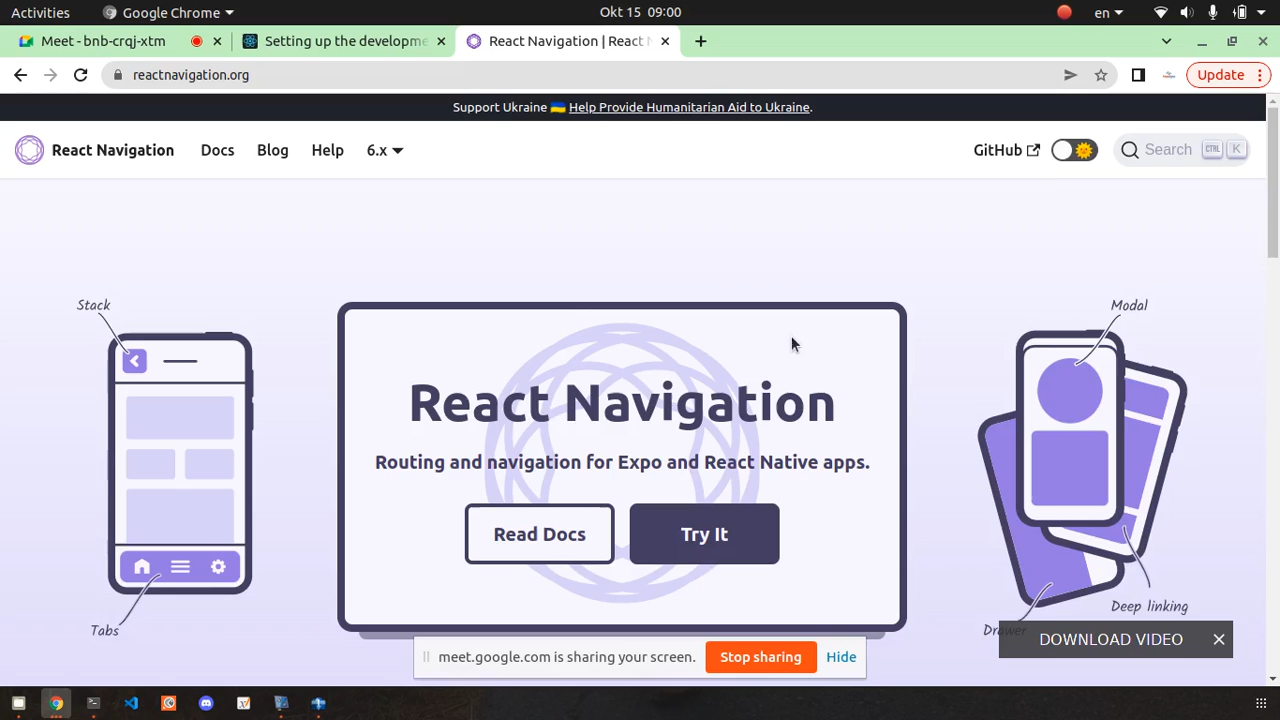 Activities
Google Chrome
Okt 15 09:00
en
Meet - bnb-crqj-xtm
Setting up the developme
React Navigation | React N
reactnavigation.org
Update
Support Ukraine 🇺🇦 Help Provide Humanitarian Aid to Ukraine.
React Navigation
Docs
Blog
Help
6.x
GitHub
Search
CTRL
K
Stack
Modal
React Navigation
Routing and navigation for Expo and React Native apps.
Read Docs
Try It
Tabs
Deep linking
Drawer
DOWNLOAD VIDEO
meet.google.com is sharing your screen.
Stop sharing
Hide